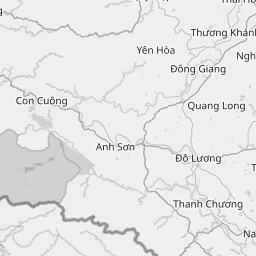 Thương Khánh
Yên Hòa
Đông Giang
Con Cuông
Quang Long
Anh Sơn
Đô Lương
Thanh Chương